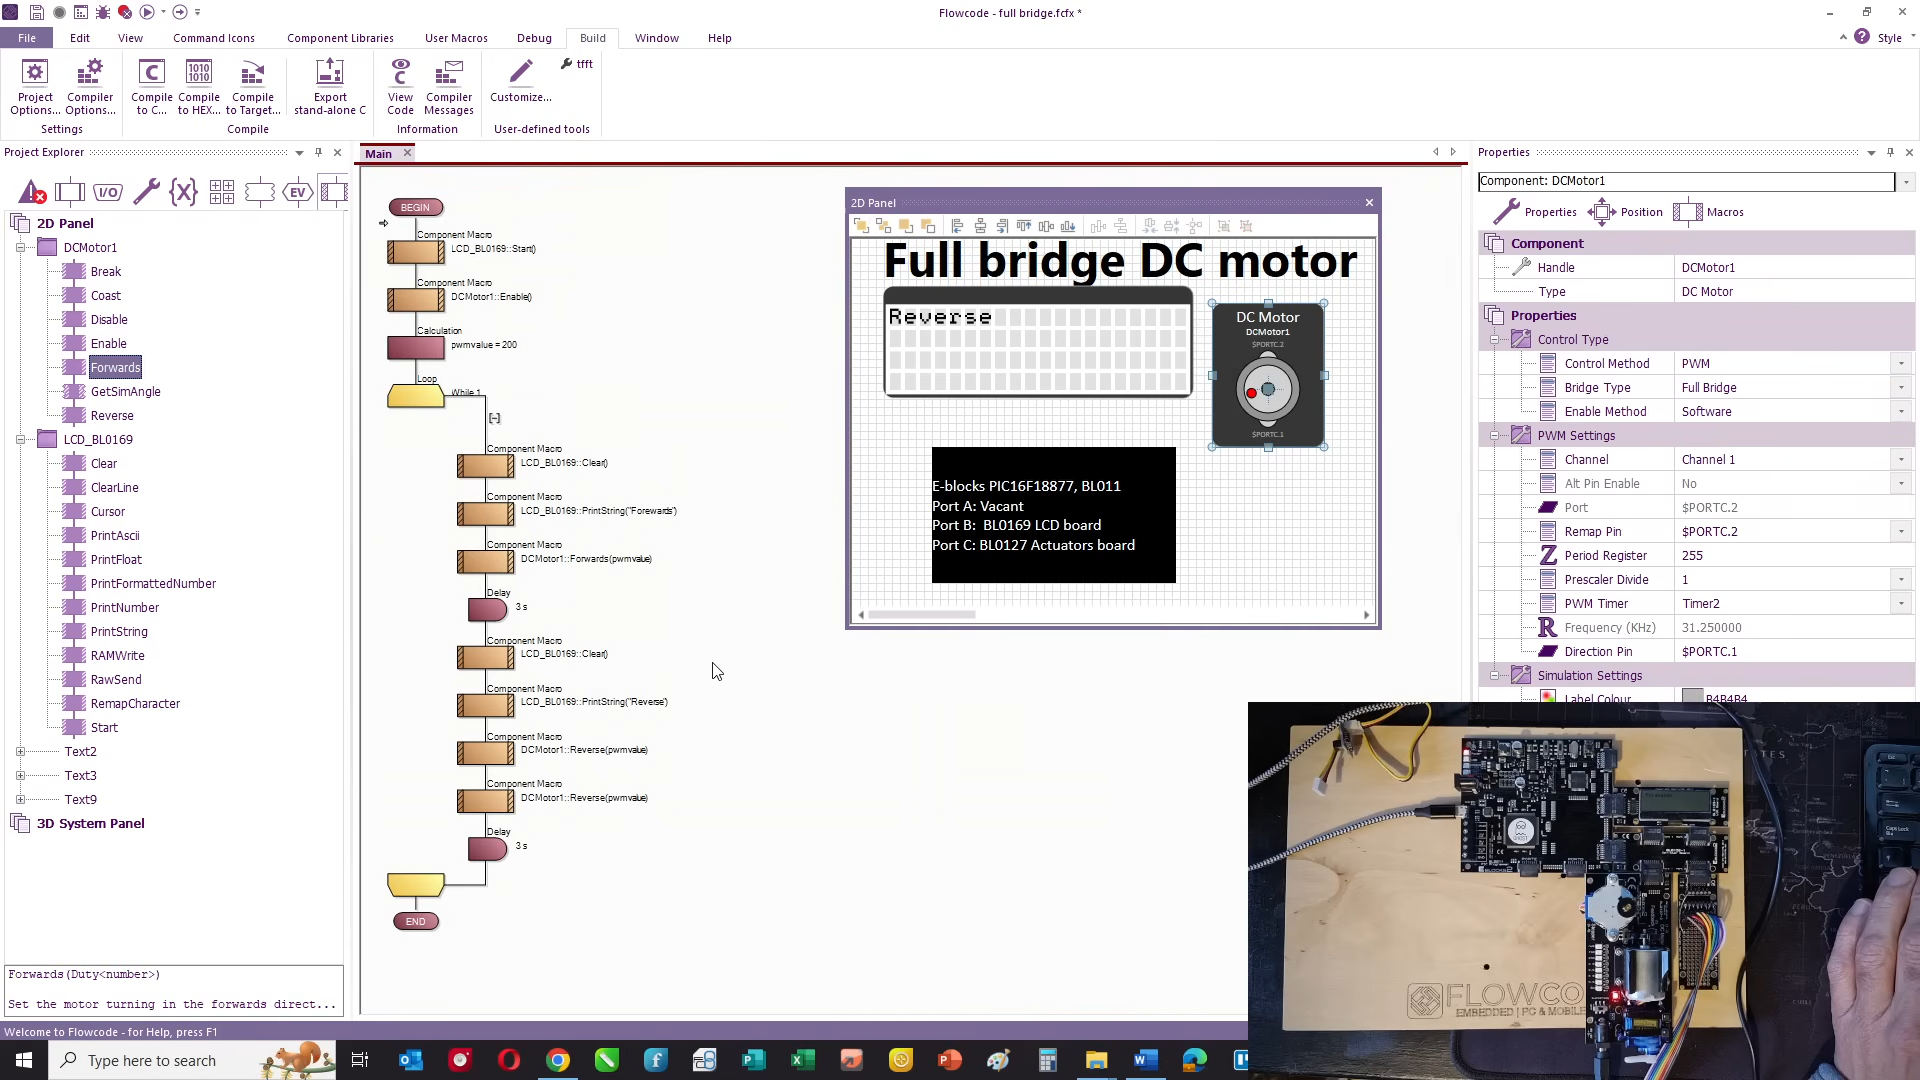 Flowcode - full bridge.fcfx *
File
Edit
View
Command Icons
Component Libraries
User Macros
Debug
Build
Window
Help
Style
Project
Options...
Compiler
Options...
Compile
to C...
Compile
to HEX...
Compile
to Target...
Export
stand-alone C
View
Code
Compiler
Messages
Customize...
tfft
Settings
Compile
Information
User-defined tools
Project Explorer
I/O
{X}
EV
2D Panel
DCMotor1
Break
Coast
Disable
Enable
Forwards
GetSimAngle
Reverse
LCD_BL0169
Clear
ClearLine
Cursor
PrintAscii
PrintFloat
PrintFormattedNumber
PrintNumber
PrintString
RAMWrite
RawSend
RemapCharacter
Start
Text2
Text3
Text9
3D System Panel
Forwards(Duty<number>)
Set the motor turning in the forwards direct...
Main
BEGIN
Component Macro
LCD_BL0169::Start()
Component Macro
DCMotor1::Enable()
Calculation
pwmvalue = 200
Loop
While 1
Component Macro
LCD_BL0169::Clear()
Component Macro
LCD_BL0169::PrintString("Forewards")
Component Macro
DCMotor1::Forwards(pwmvalue)
Delay
3 s
Component Macro
LCD_BL0169::Clear()
Component Macro
LCD_BL0169::PrintString("Reverse")
Component Macro
DCMotor1::Reverse(pwmvalue)
Component Macro
DCMotor1::Reverse(pwmvalue)
Delay
3 s
END
2D Panel
Full bridge DC motor
Reverse
DC Motor
DCMotor1
$PORTC.2
$PORTC.1
E-blocks PIC16F18877, BL011
Port A: Vacant
Port B:  BL0169 LCD board
Port C: BL0127 Actuators board
Properties
Component: DCMotor1
Properties
Position
Macros
Component
Handle DCMotor1
Type DC Motor
Properties
Control Type
Control Method PWM
Bridge Type Full Bridge
Enable Method Software
PWM Settings
Channel Channel 1
Alt Pin Enable No
Port $PORTC.2
Remap Pin $PORTC.2
Period Register 255
Prescaler Divide 1
PWM Timer Timer2
Frequency (KHz) 31.250000
Direction Pin $PORTC.1
Simulation Settings
Label Colour B4B4B4
FLOWCO
EMBEDDED | PC & MOBILE
Welcome to Flowcode - for Help, press F1
Type here to search